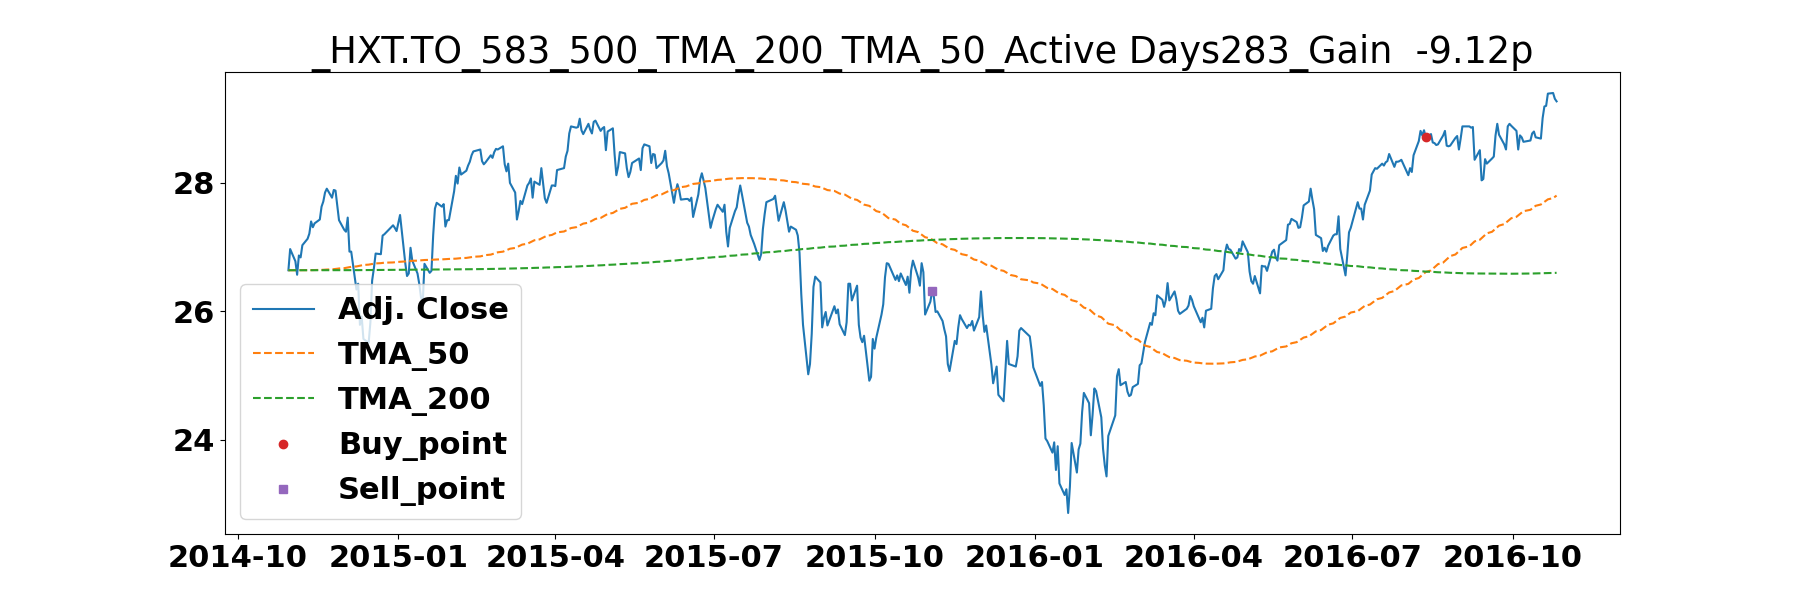 _HXT.TO_583_500_TMA_200_TMA_50_Active Days283_Gain  -9.12p
28
26
24
Adj. Close
TMA_50
TMA_200
Buy_point
Sell_point
2014-10 2015-01 2015-04 2015-07 2015-10 2016-01 2016-04 2016-07 2016-10